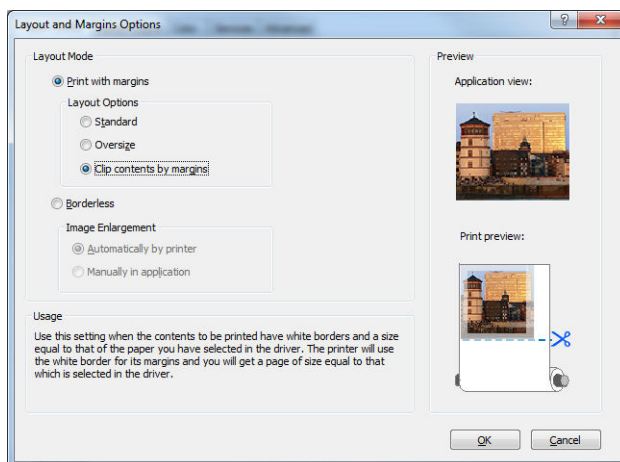 Layout and Margins Options
Layout Mode
Print with margins
Layout Options
Standard
Oversize
Clip contents by margins
Borderless
Image Enlargement
Automatically by printer
Manually in application
Usage
Use this setting when the contents to be printed have white borders and a size
equal to that of the paper you have selected in the driver. The printer will use
the white border for its margins and you will get a page of size equal to that
which is selected in the driver.
Preview
Application view:
Print preview:
OK
Cancel